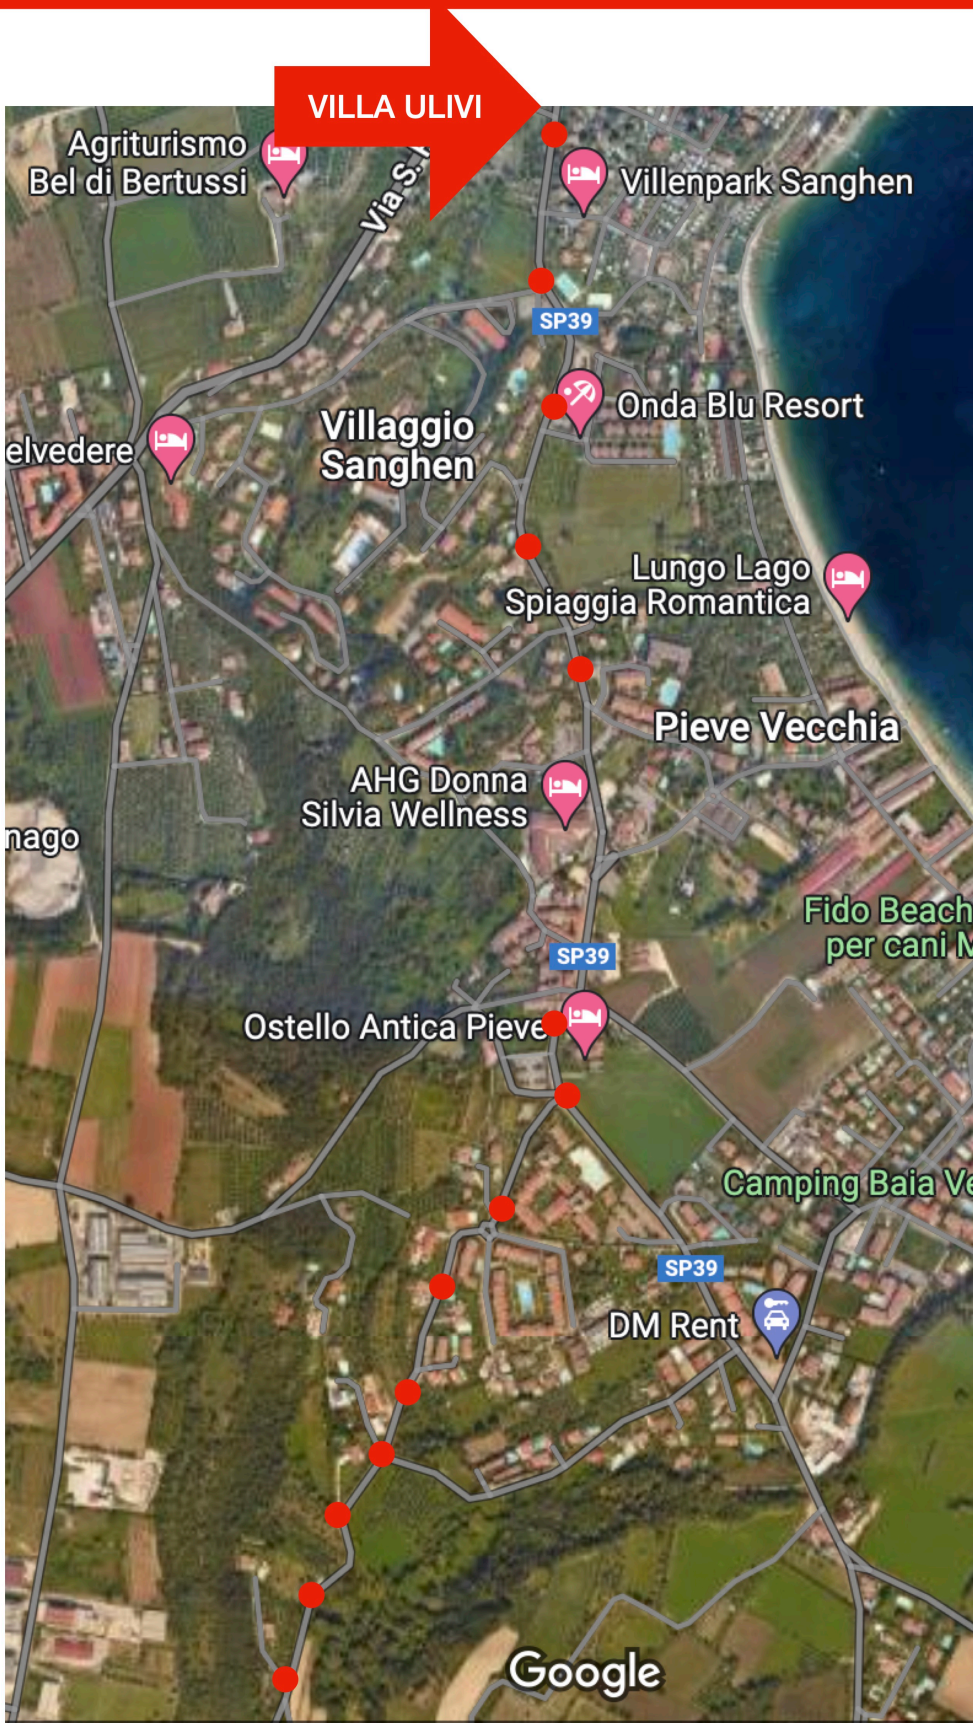 VILLA ULIVI
Agriturismo
Bel di Bertussi
Via S.
Villenpark Sanghen
SP39
Onda Blu Resort
Villaggio
Sanghen
elvedere
Lungo Lago
Spiaggia Romantica
Pieve Vecchia
AHG Donna
Silvia Wellness
nago
Fido Beach
per cani M
SP39
Ostello Antica Pieve
Camping Baia Ve
SP39
DM Rent
Google